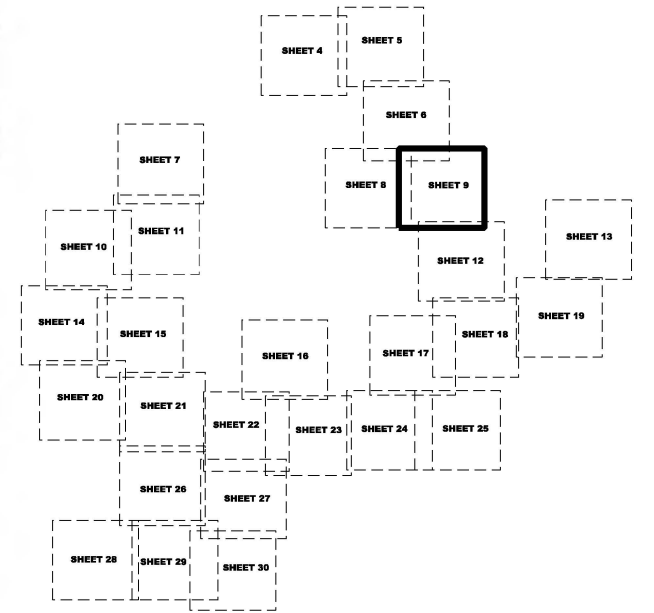 SHEET 4
SHEET 5
SHEET 6
SHEET 7
SHEET 8
SHEET 9
SHEET 10
SHEET 11
SHEET 12
SHEET 13
SHEET 14
SHEET 15
SHEET 16
SHEET 17
SHEET 18
SHEET 19
SHEET 20
SHEET 21
SHEET 22
SHEET 23
SHEET 24
SHEET 25
SHEET 26
SHEET 27
SHEET 28
SHEET 29
SHEET 30